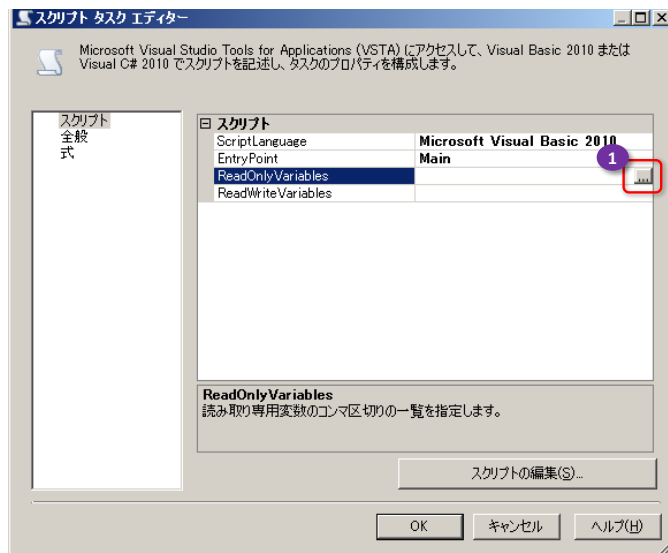 スクリプト タスク エディター
Microsoft Visual Studio Tools for Applications (VSTA) にアクセスして、Visual Basic 2010 または
Visual C# 2010 でスクリプトを記述し、タスクのプロパティを構成します。
スクリプト
全般
式
スクリプト
ScriptLanguage Microsoft Visual Basic 2010
EntryPoint Main
1
ReadOnlyVariables ...
ReadWriteVariables
ReadOnlyVariables
読み取り専用変数のコンマ区切りの一覧を指定します。
スクリプトの編集(S)...
OK キャンセル ヘルプ(H)